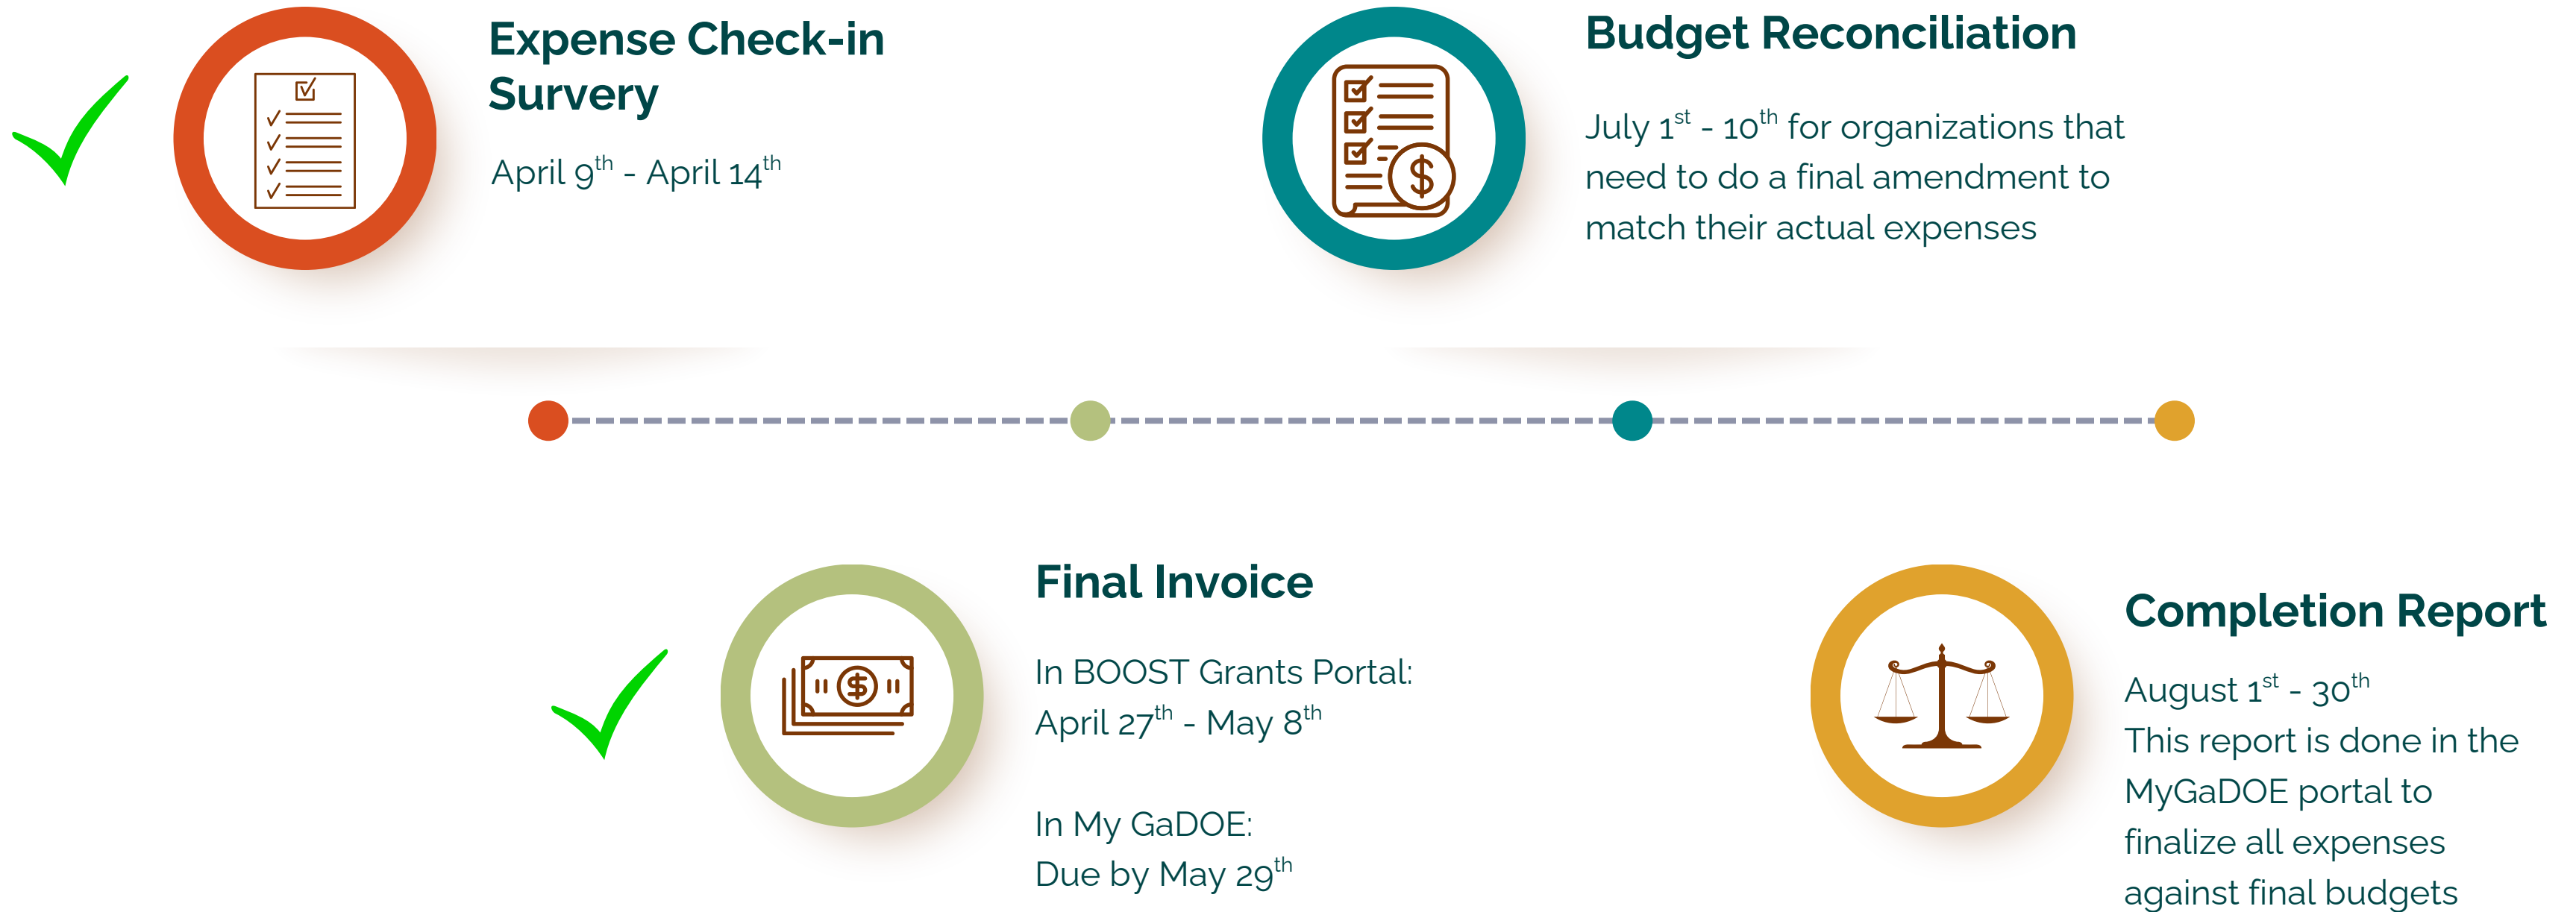 Expense Check-in
Survery
April 9th - April 14th
Budget Reconciliation
July 1st - 10th for organizations that
need to do a final amendment to
match their actual expenses
Final Invoice
In BOOST Grants Portal:
April 27th - May 8th
In My GaDOE:
Due by May 29th
Completion Report
August 1st - 30th
This report is done in the
MyGaDOE portal to
finalize all expenses
against final budgets